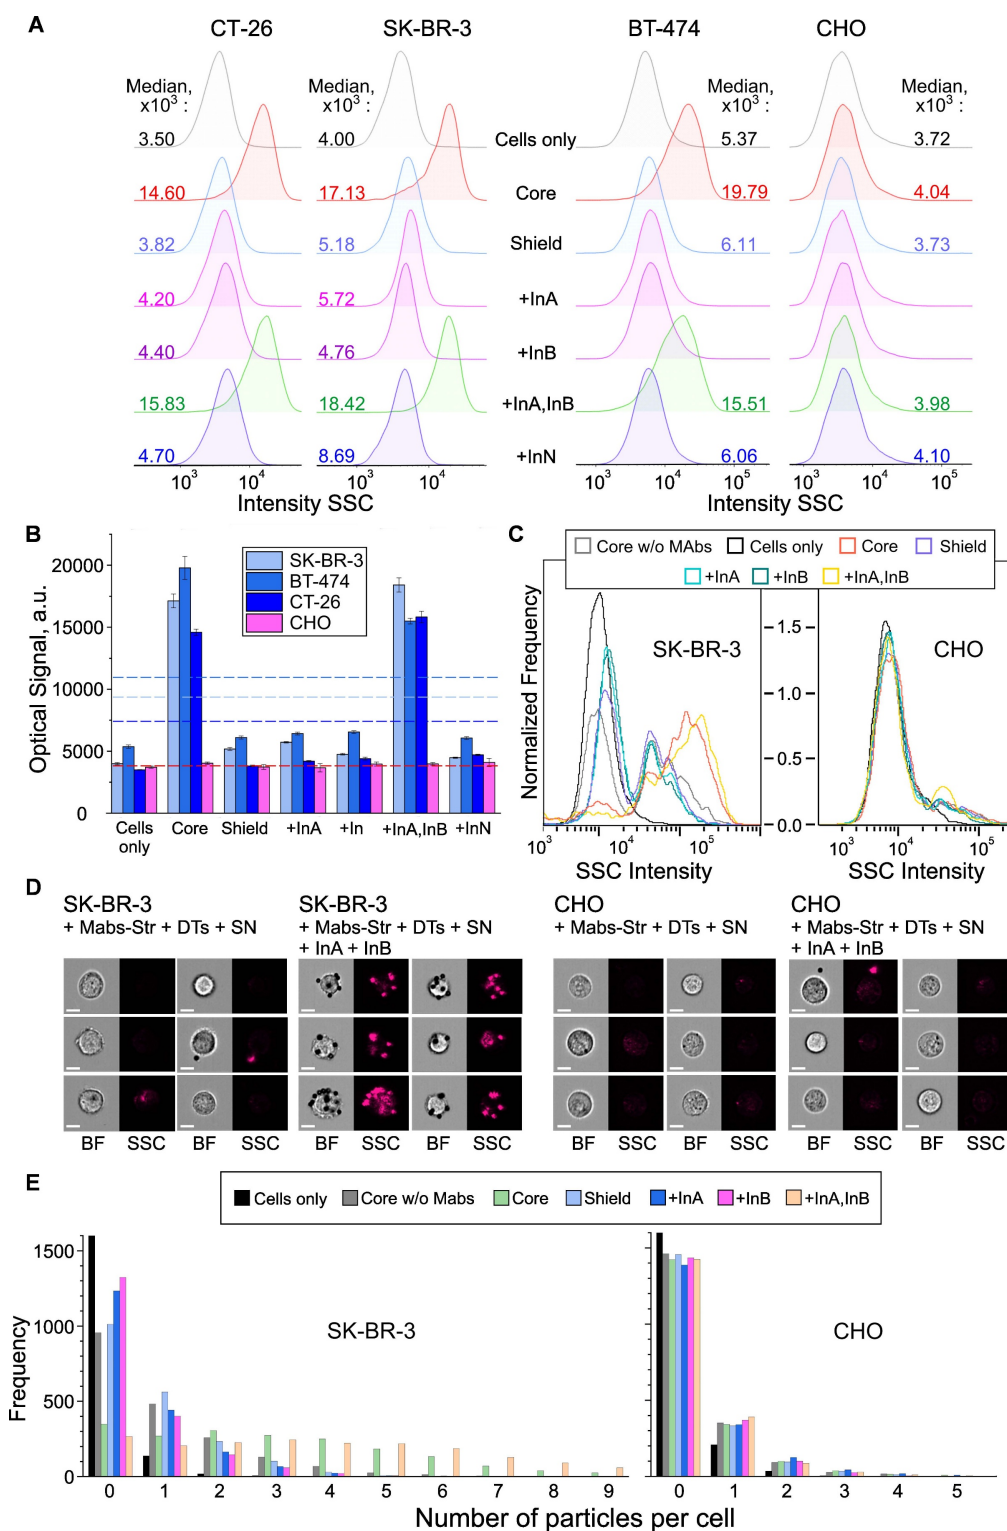 A
CT-26 SK-BR-3 BT-474 CHO
Median, x10³ : Median, x10³ : Median, x10³ : Median, x10³ :
3.50 4.00 Cells only 5.37 3.72
14.60 17.13 Core 19.79 4.04
3.82 5.18 Shield 6.11 3.73
4.20 5.72 +InA
4.40 4.76 +InB
15.83 18.42 +InA,InB 15.51 3.98
4.70 8.69 +InN 6.06 4.10
10³ 10⁴ 10³ 10⁴ 10³ 10⁴ 10⁵ 10³ 10⁴ 10⁵
Intensity SSC Intensity SSC
B
Optical Signal, a.u.
20000
15000
10000
5000
0
SK-BR-3
BT-474
CT-26
CHO
Cells only Core Shield +InA +In +InA,InB +InN
C
Core w/o MAbs Cells only Core Shield
+InA +InB +InA,InB
Normalized Frequency
SK-BR-3 CHO
1.5
1.0
0.5
0.0
10³ 10⁴ 10⁵ 10³ 10⁴ 10⁵
SSC Intensity SSC Intensity
D
SK-BR-3 SK-BR-3 CHO CHO
+ Mabs-Str + DTs + SN + Mabs-Str + DTs + SN + Mabs-Str + DTs + SN + Mabs-Str + DTs + SN
+ InA + InB + InA + InB
BF SSC BF SSC BF SSC BF SSC BF SSC BF SSC BF SSC BF SSC
E
Cells only Core w/o Mabs Core Shield +InA +InB +InA,InB
Frequency
1500
1000
500
0
SK-BR-3 CHO
0 1 2 3 4 5 6 7 8 9 0 1 2 3 4 5
Number of particles per cell